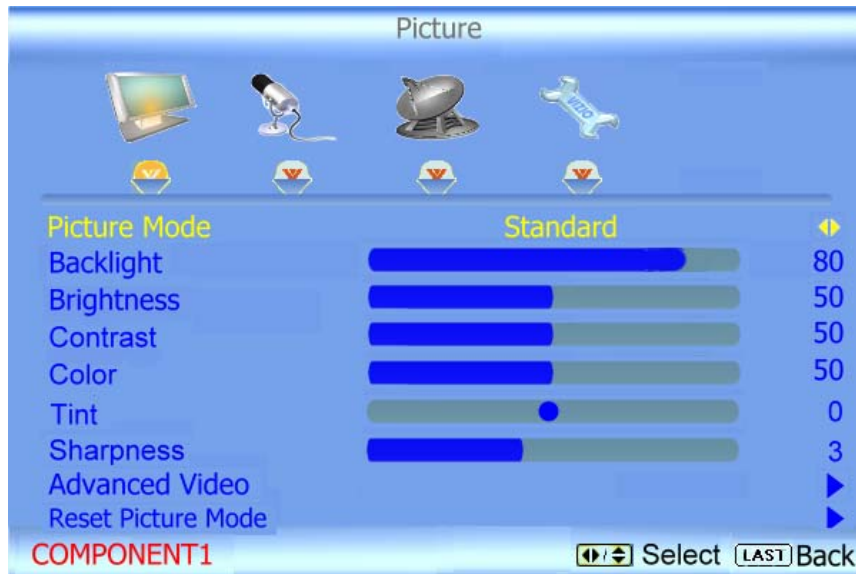 Picture
VIZIO
Picture Mode Standard
Backlight 80
Brightness 50
Contrast 50
Color 50
Tint 0
Sharpness 3
Advanced Video
Reset Picture Mode
COMPONENT1 Select LAST Back